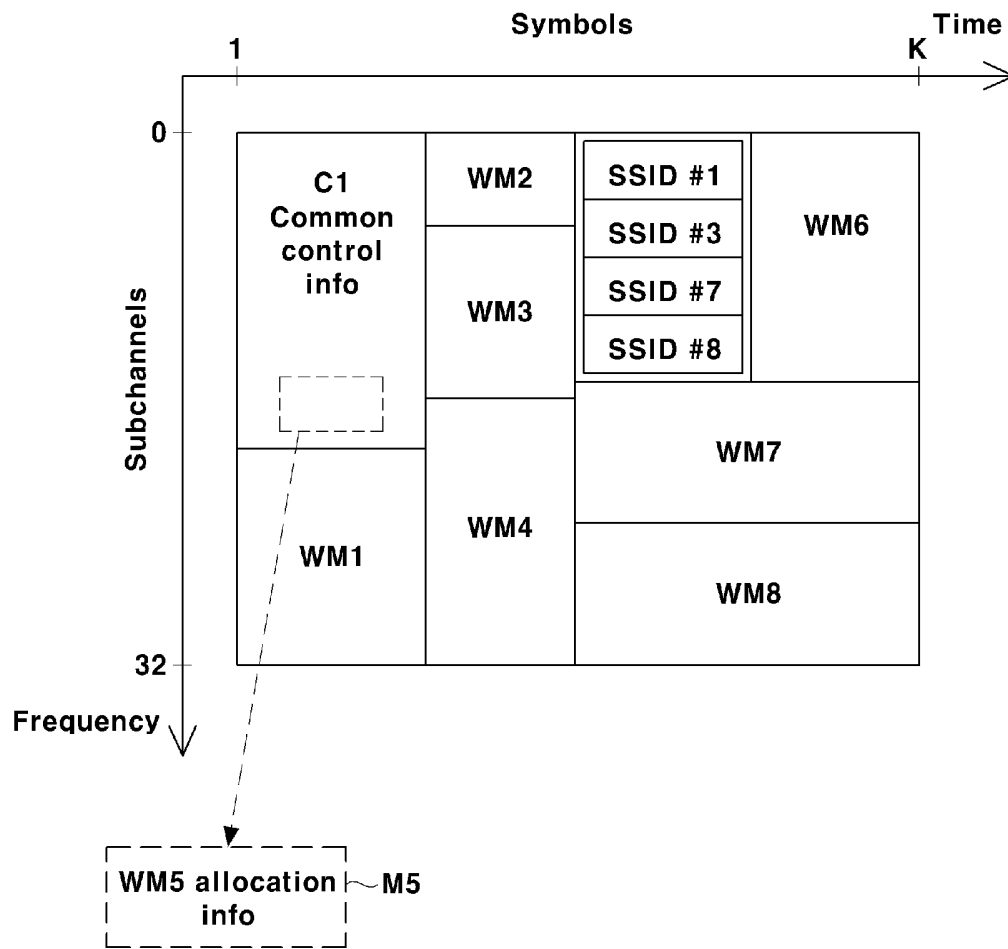 Symbols
Time
1
K
0
C1
Common
control
info
WM2
SSID #1
SSID #3
SSID #7
SSID #8
WM6
WM3
Subchannels
WM7
WM4
WM1
WM8
32
Frequency
WM5 allocation
info
M5